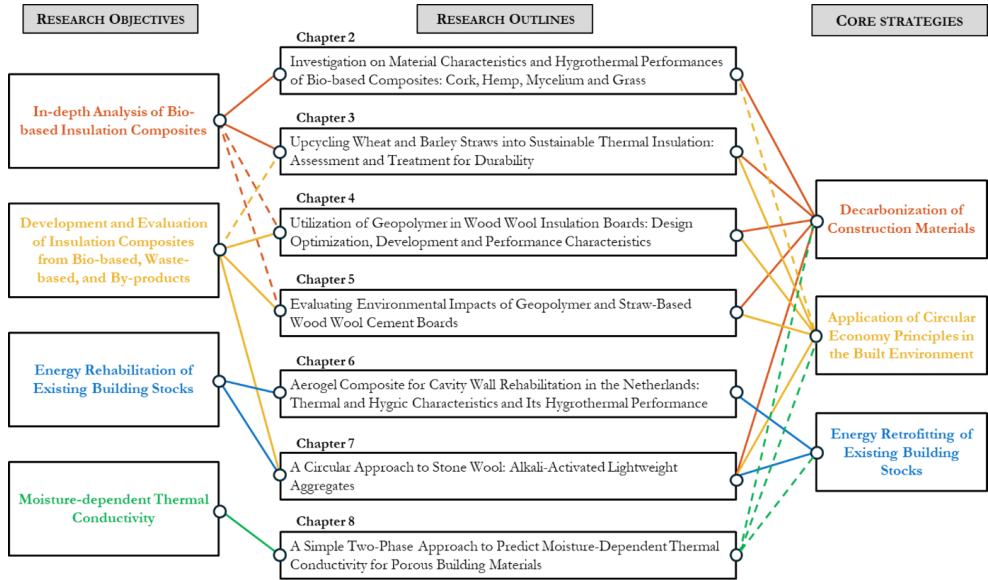 RESEARCH OBJECTIVES
RESEARCH OUTLINES
CORE STRATEGIES
In-depth Analysis of Bio-
based Insulation Composites
Development and Evaluation
of Insulation Composites
from Bio-based, Waste-
based, and By-products
Energy Rehabilitation of
Existing Building Stocks
Moisture-dependent Thermal
Conductivity
Chapter 2
Investigation on Material Characteristics and Hygrothermal Performances
of Bio-based Composites: Cork, Hemp, Mycelium and Grass
Chapter 3
Upcycling Wheat and Barley Straws into Sustainable Thermal Insulation:
Assessment and Treatment for Durability
Chapter 4
Utilization of Geopolymer in Wood Wool Insulation Boards: Design
Optimization, Development and Performance Characteristics
Chapter 5
Evaluating Environmental Impacts of Geopolymer and Straw-Based
Wood Wool Cement Boards
Chapter 6
Aerogel Composite for Cavity Wall Rehabilitation in the Netherlands:
Thermal and Hygric Characteristics and Its Hygrothermal Performance
Chapter 7
A Circular Approach to Stone Wool: Alkali-Activated Lightweight
Aggregates
Chapter 8
A Simple Two-Phase Approach to Predict Moisture-Dependent Thermal
Conductivity for Porous Building Materials
Decarbonization of
Construction Materials
Application of Circular
Economy Principles in
the Built Environment
Energy Retrofitting of
Existing Building
Stocks